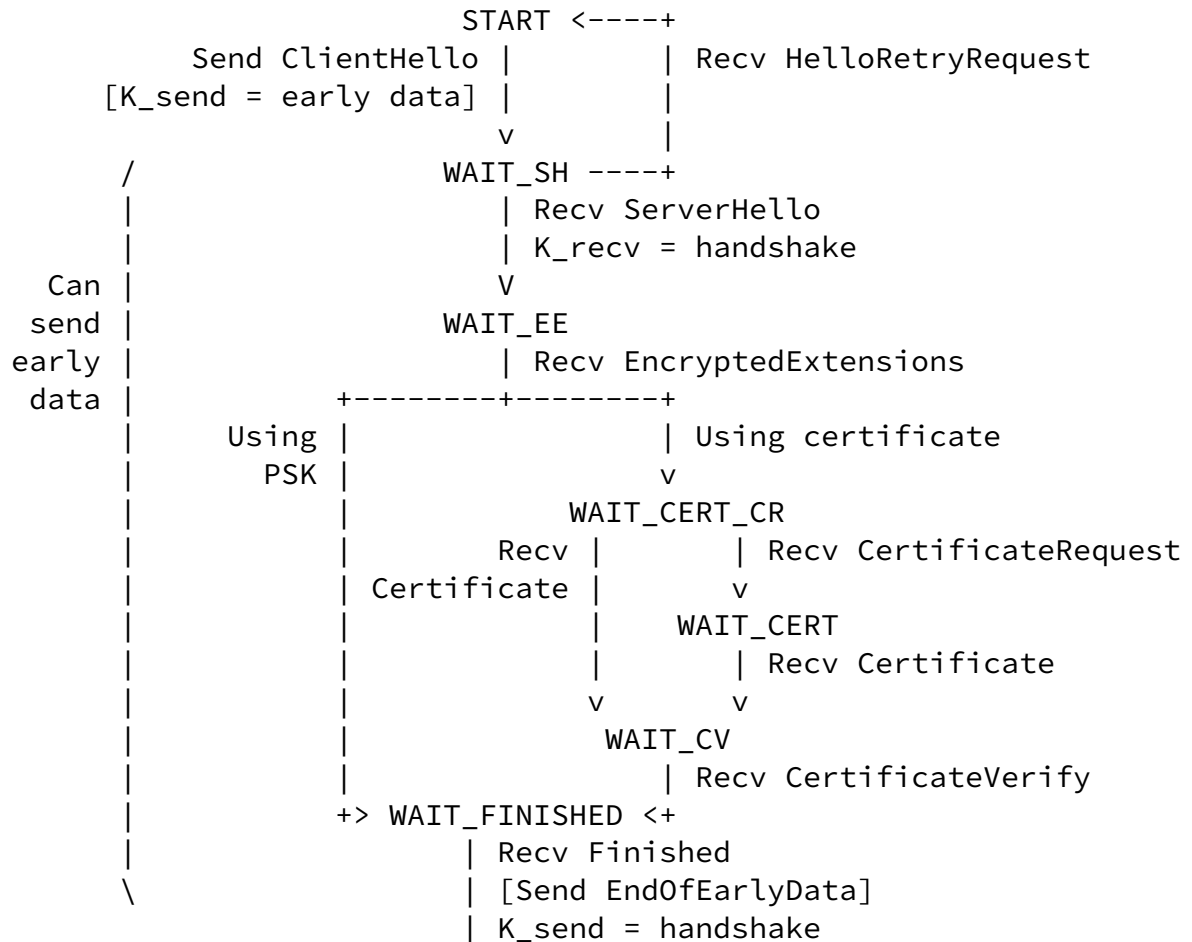 START <----+
               Send ClientHello |        | Recv HelloRetryRequest
          [K_send = early data] |        |
                                v        |
           /                 WAIT_SH ----+
           |                    | Recv ServerHello
           |                    | K_recv = handshake
       Can |                    V
      send |                 WAIT_EE
     early |                    | Recv EncryptedExtensions
      data |           +--------+--------+
           |     Using |                 | Using certificate
           |       PSK |                 v
           |           |            WAIT_CERT_CR
           |           |        Recv |       | Recv CertificateRequest
           |           | Certificate |       v
           |           |             |    WAIT_CERT
           |           |             |       | Recv Certificate
           |           |             v       v
           |           |              WAIT_CV
           |           |                 | Recv CertificateVerify
           |           +> WAIT_FINISHED <+
           |                  | Recv Finished
           \                  | [Send EndOfEarlyData]
                              | K_send = handshake